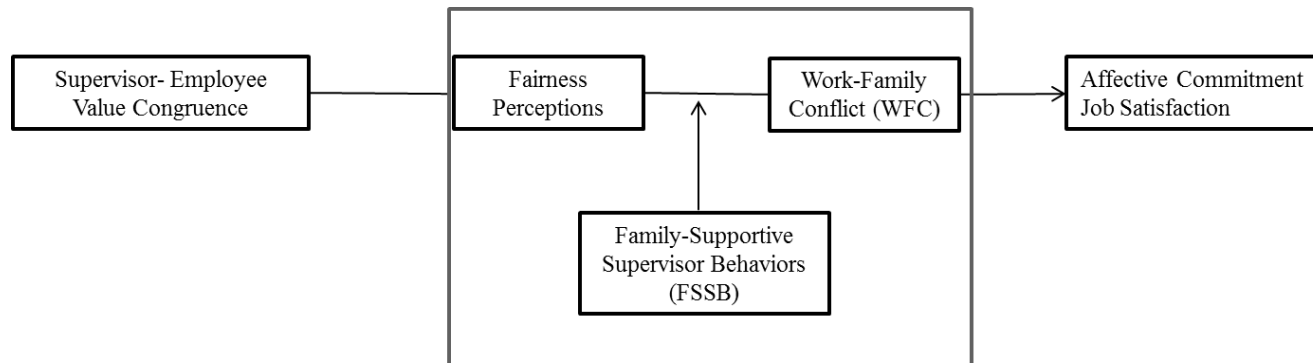 Supervisor- Employee
Value Congruence
Fairness
Perceptions
Work-Family
Conflict (WFC)
Affective Commitment
Job Satisfaction
Family-Supportive
Supervisor Behaviors
(FSSB)